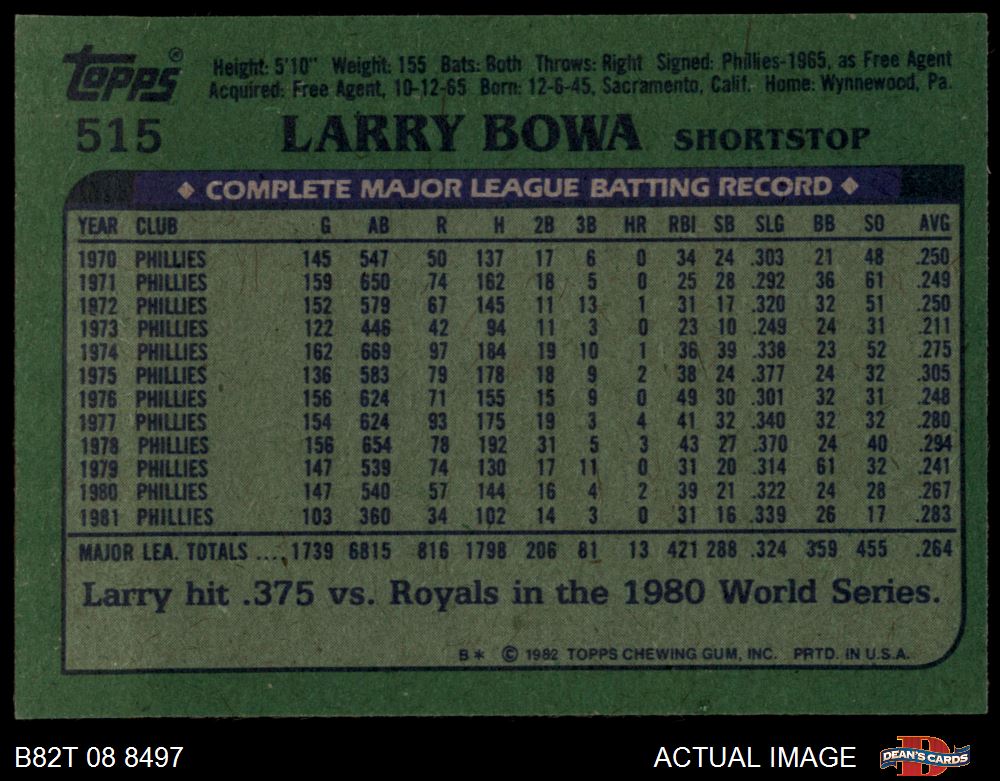 Topps® Height: 5'10" Weight: 155 Bats: Both Throws: Right Signed: Phillies-1965, as Free Agent
Acquired: Free Agent, 10-12-65 Born: 12-6-45, Sacramento, Calif. Home: Wynnewood, Pa.
515 LARRY BOWA SHORTSTOP
◆ COMPLETE MAJOR LEAGUE BATTING RECORD ◆
YEAR CLUB G AB R H 2B 3B HR RBI SB SLG BB SO AVG
1970 PHILLIES 145 547 50 137 17 6 0 34 24 .303 21 48 .250
1971 PHILLIES 159 650 74 162 18 5 0 25 28 .292 36 61 .249
1972 PHILLIES 152 579 67 145 11 13 1 31 17 .320 32 51 .250
1973 PHILLIES 122 446 42 94 11 3 0 23 10 .249 24 31 .211
1974 PHILLIES 162 669 97 184 19 10 1 36 39 .338 23 52 .275
1975 PHILLIES 136 583 79 178 18 9 2 38 24 .377 24 32 .305
1976 PHILLIES 156 624 71 155 15 9 0 49 30 .301 32 31 .248
1977 PHILLIES 154 624 93 175 19 3 4 41 32 .340 32 32 .280
1978 PHILLIES 156 654 78 192 31 5 3 43 27 .370 24 40 .294
1979 PHILLIES 147 539 74 130 17 11 0 31 20 .314 61 32 .241
1980 PHILLIES 147 540 57 144 16 4 2 39 21 .322 24 28 .267
1981 PHILLIES 103 360 34 102 14 3 0 31 16 .339 26 17 .283
MAJOR LEA. TOTALS .... 1739 6815 816 1798 206 81 13 421 288 .324 359 455 .264
Larry hit .375 vs. Royals in the 1980 World Series.
B* © 1982 TOPPS CHEWING GUM, INC. PRTD. IN U.S.A.
B82T 08 8497 ACTUAL IMAGE DEAN'S CARDS